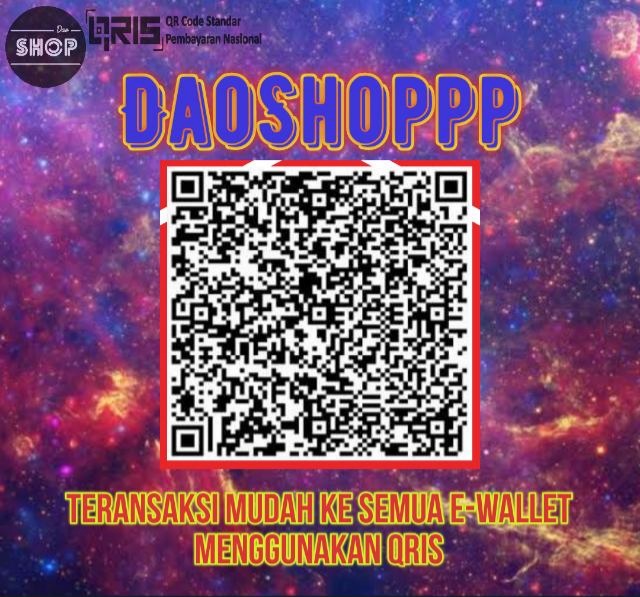 Dao
SHOP
QRIS
QR Code Standar
Pembayaran Nasional
DAOSHOPPP
TERANSAKSI MUDAH KE SEMUA E-WALLET
MENGGUNAKAN QRIS